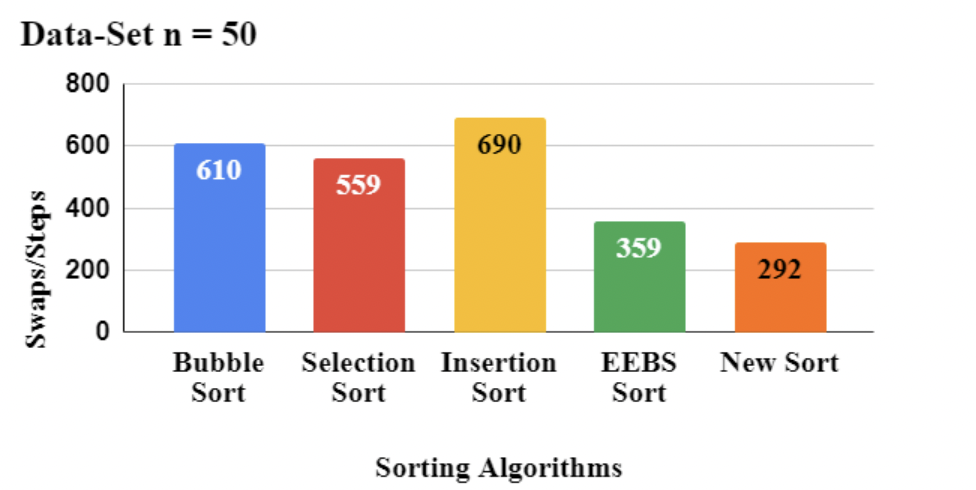 Data-Set n = 50
Swaps/Steps
800
600
400
200
0
610
559
690
359
292
Bubble Sort
Selection Sort
Insertion Sort
EEBS Sort
New Sort
Sorting Algorithms